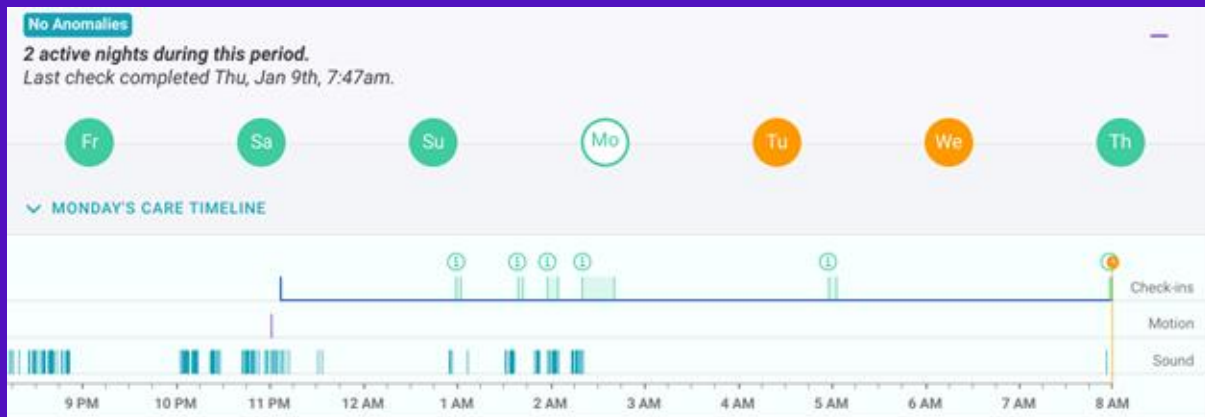 No Anomalies
2 active nights during this period.
Last check completed Thu, Jan 9th, 7:47am.
Fr Sa Su Mo Tu We Th
MONDAY'S CARE TIMELINE
Check-ins
Motion
Sound
9 PM 10 PM 11 PM 12 AM 1 AM 2 AM 3 AM 4 AM 5 AM 6 AM 7 AM 8 AM